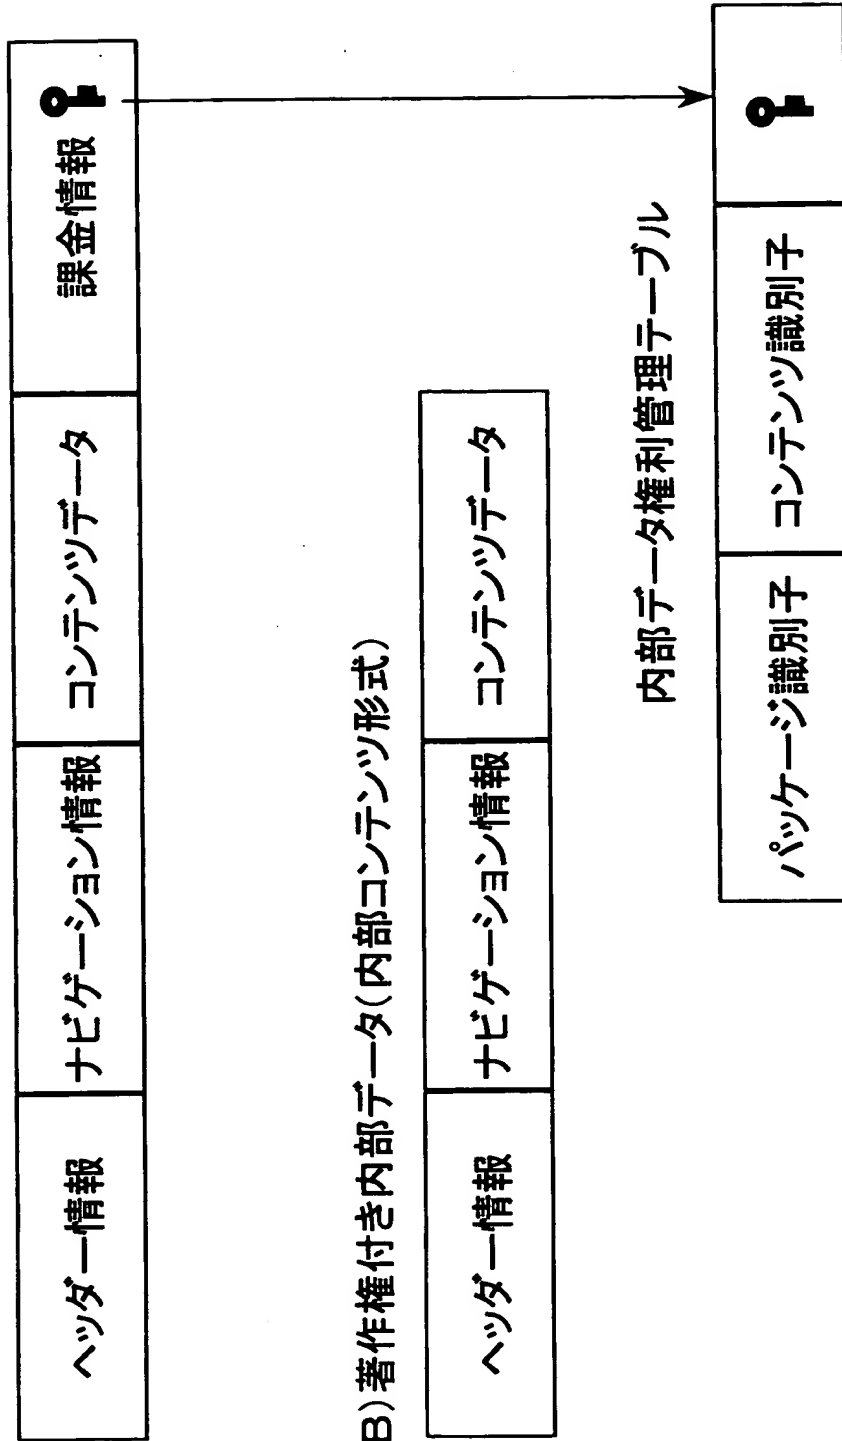 ヘッダー情報 ナビゲーション情報 コンテンツデータ 課金情報
B)著作権付き内部データ(内部コンテンツ形式)
ヘッダー情報 ナビゲーション情報 コンテンツデータ
内部データ権利管理テーブル
パッケージ識別子 コンテンツ識別子